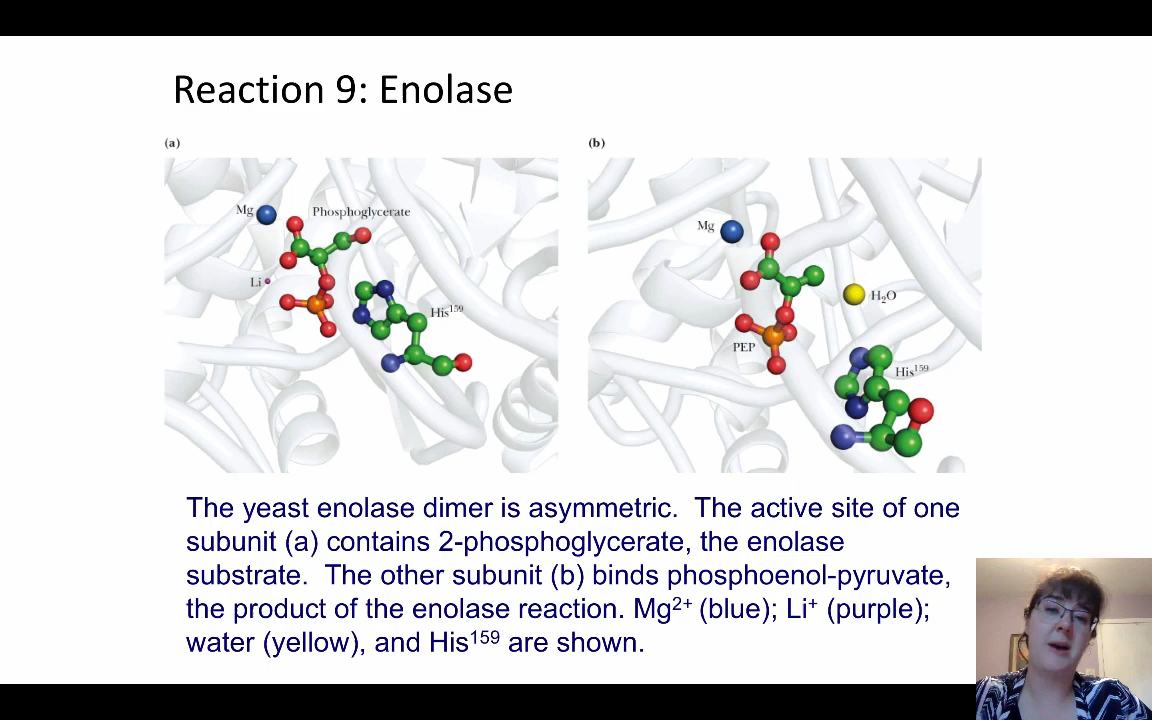 Reaction 9: Enolase
(a)
Mg
Phosphoglycerate
Li
His¹⁵⁹
(b)
Mg
H₂O
PEP
His¹⁵⁹
The yeast enolase dimer is asymmetric. The active site of one
subunit (a) contains 2-phosphoglycerate, the enolase
substrate. The other subunit (b) binds phosphoenol-pyruvate,
the product of the enolase reaction. Mg²⁺ (blue); Li⁺ (purple);
water (yellow), and His¹⁵⁹ are shown.